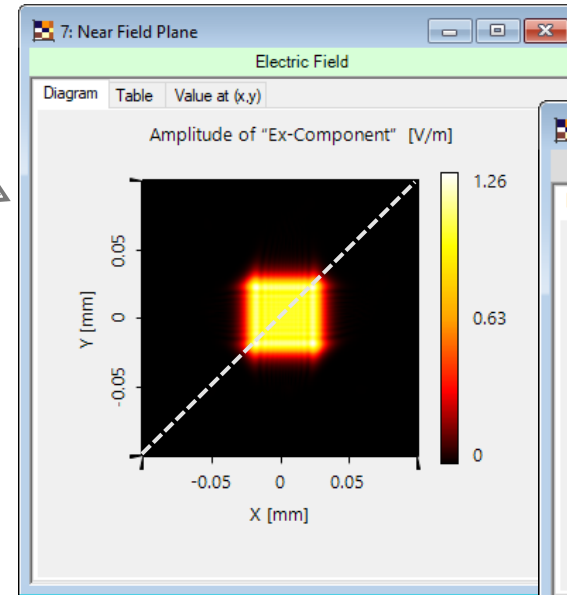 7: Near Field Plane
Electric Field
Diagram Table Value at (x,y)
Amplitude of "Ex-Component" [V/m]
1.26
0.63
0
Y [mm]
0.05
0
-0.05
-0.05 0 0.05
X [mm]